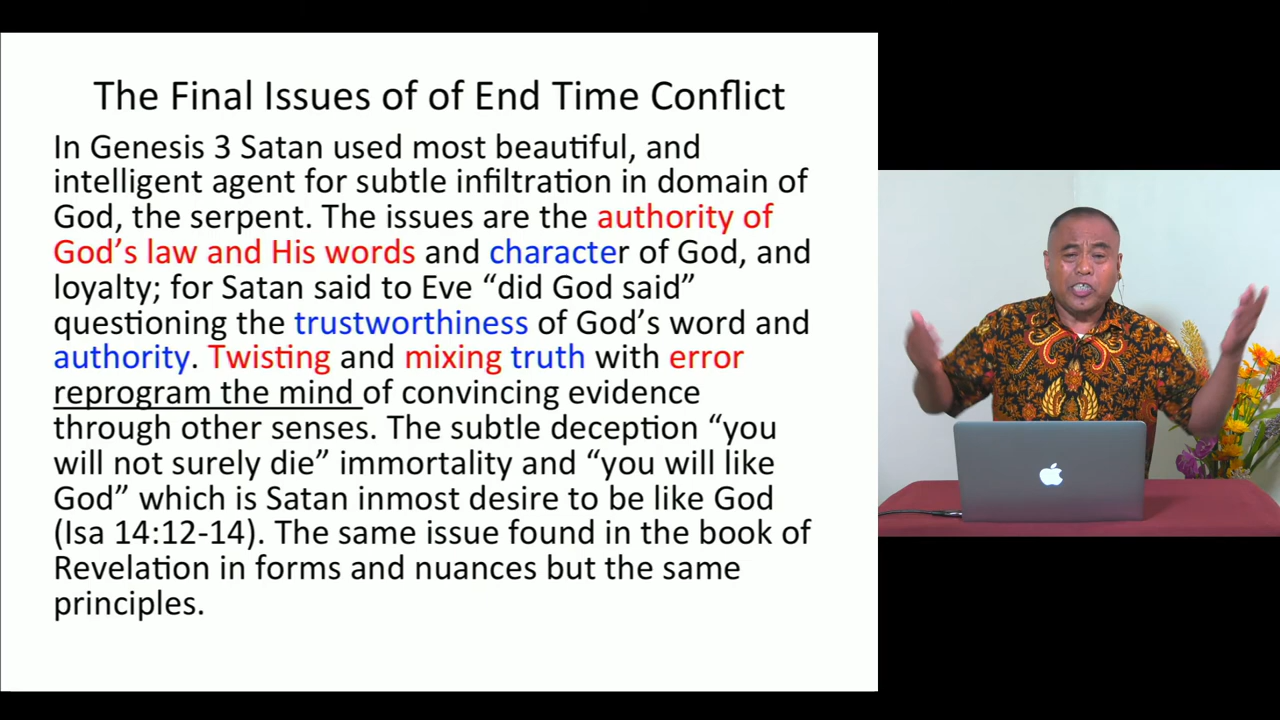 The Final Issues of of End Time Conflict
In Genesis 3 Satan used most beautiful, and
intelligent agent for subtle infiltration in domain of
God, the serpent. The issues are the authority of
God’s law and His words and character of God, and
loyalty; for Satan said to Eve “did God said”
questioning the trustworthiness of God’s word and
authority. Twisting and mixing truth with error
reprogram the mind of convincing evidence
through other senses. The subtle deception “you
will not surely die” immortality and “you will like
God” which is Satan inmost desire to be like God
(Isa 14:12-14). The same issue found in the book of
Revelation in forms and nuances but the same
principles.